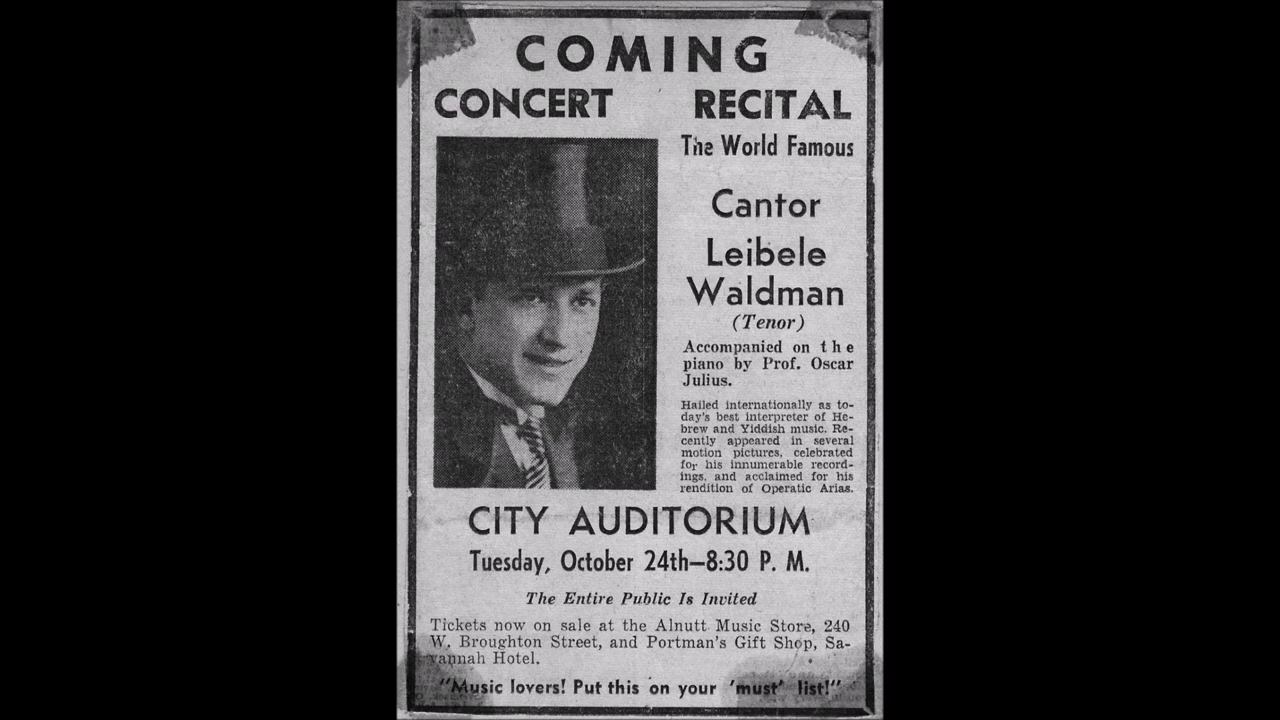 COMING
CONCERT RECITAL
The World Famous
Cantor
Leibele
Waldman
(Tenor)
Accompanied on the
piano by Prof. Oscar
Julius.
Hailed internationally as to-
day's best interpreter of He-
brew and Yiddish music. Re-
cently appeared in several
motion pictures, celebrated
for his innumerable record-
ings, and acclaimed for his
rendition of Operatic Arias.
CITY AUDITORIUM
Tuesday, October 24th—8:30 P. M.
The Entire Public Is Invited
Tickets now on sale at the Alnutt Music Store, 240
W. Broughton Street, and Portman's Gift Shop, Sa-
vannah Hotel.
"Music lovers! Put this on your 'must' list!"